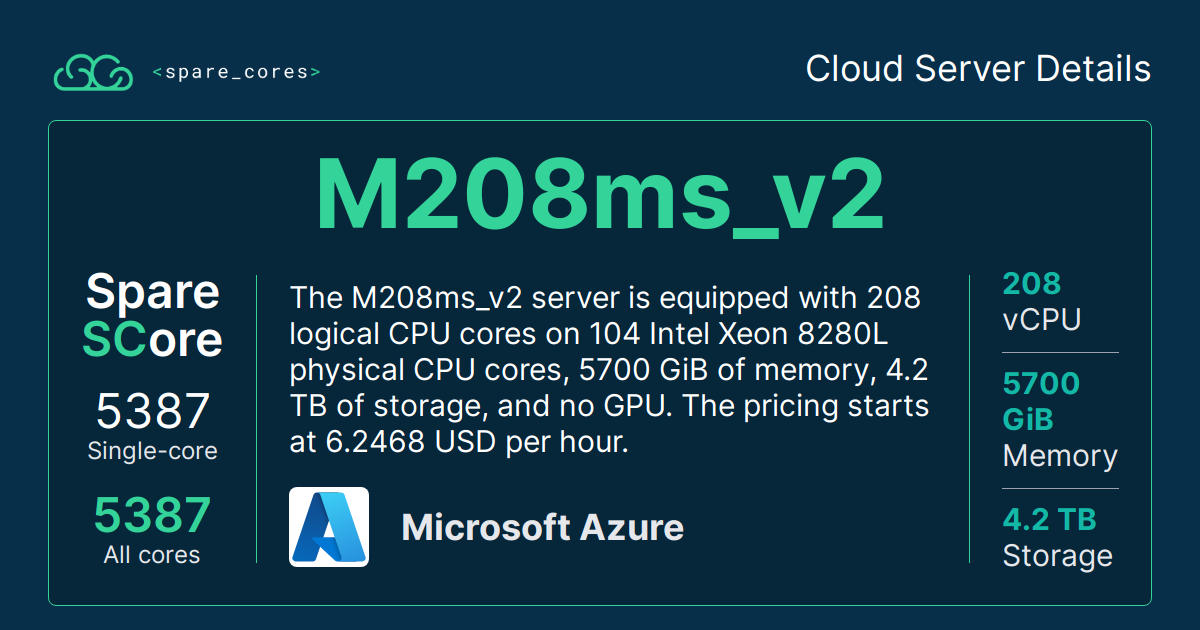 <spare_cores>
Cloud Server Details
M208ms_v2
Spare
SCore
5387
Single-core
5387
All cores
The M208ms_v2 server is equipped with 208
logical CPU cores on 104 Intel Xeon 8280L
physical CPU cores, 5700 GiB of memory, 4.2
TB of storage, and no GPU. The pricing starts
at 6.2468 USD per hour.
Microsoft Azure
208
vCPU
5700
GiB
Memory
4.2 TB
Storage